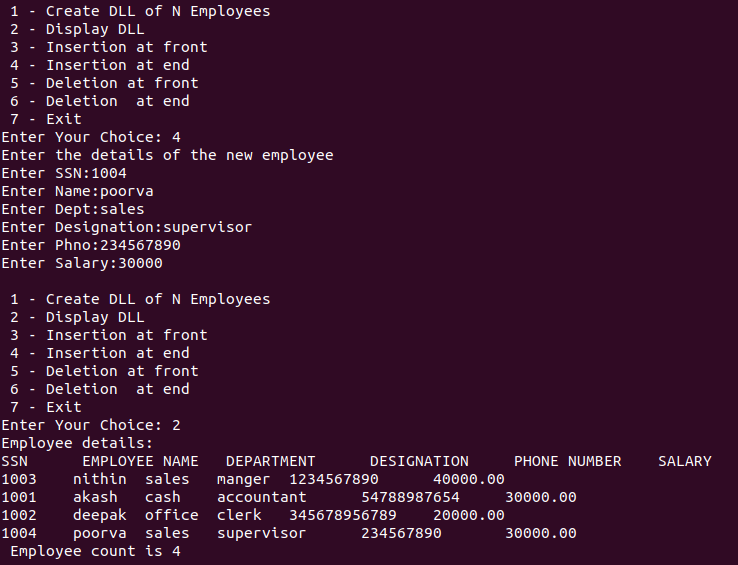 1 - Create DLL of N Employees
2 - Display DLL
3 - Insertion at front
4 - Insertion at end
5 - Deletion at front
6 - Deletion  at end
7 - Exit
Enter Your Choice: 4
Enter the details of the new employee
Enter SSN:1004
Enter Name:poorva
Enter Dept:sales
Enter Designation:supervisor
Enter Phno:234567890
Enter Salary:30000
1 - Create DLL of N Employees
2 - Display DLL
3 - Insertion at front
4 - Insertion at end
5 - Deletion at front
6 - Deletion  at end
7 - Exit
Enter Your Choice: 2
Employee details:
SSN      EMPLOYEE NAME   DEPARTMENT      DESIGNATION     PHONE NUMBER    SALARY
1003    nithin  sales   manger  1234567890      40000.00
1001    akash   cash    accountant      54788987654     30000.00
1002    deepak  office  clerk   345678956789    20000.00
1004    poorva  sales   supervisor      234567890       30000.00
Employee count is 4